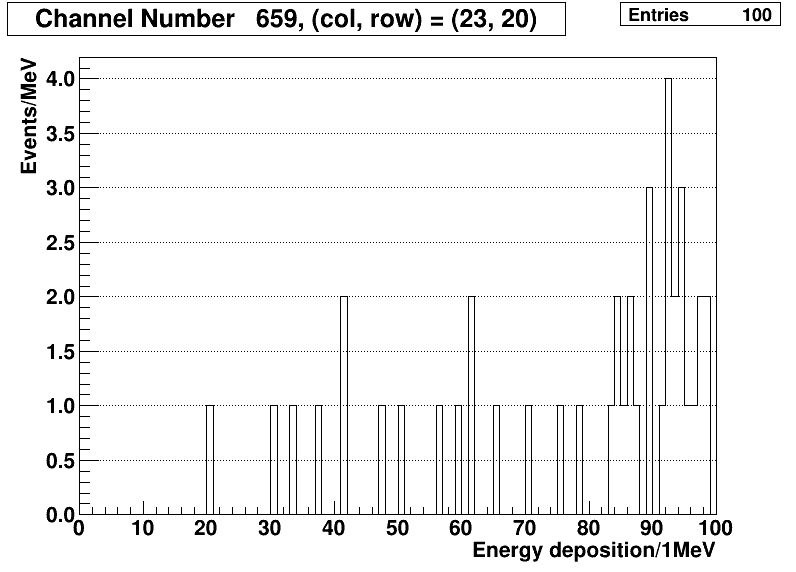 Channel Number 659, (col, row) = (23, 20)
Entries 100
Events/MeV
4.0
3.5
3.0
2.5
2.0
1.5
1.0
0.5
0.0
0 10 20 30 40 50 60 70 80 90 100
Energy deposition/1MeV